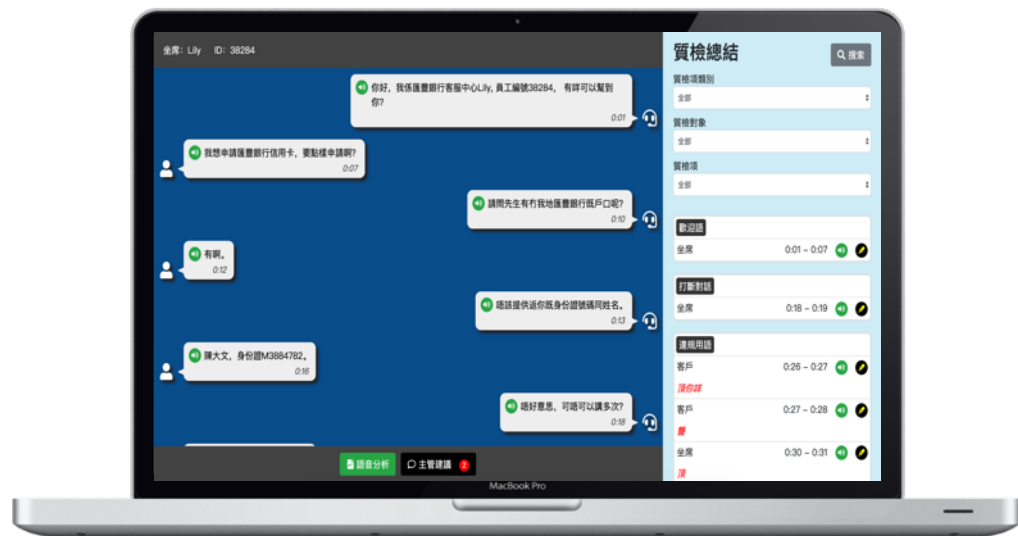 坐席：Lily ID：38284
你好，我係匯豐銀行客服中心Lily, 員工編號38284， 有咩可以幫到
你?
0:01
我想申請匯豐銀行信用卡，要點樣申請啊?
0:07
請問先生有冇我地匯豐銀行既戶口呢?
0:10
有啊。
0:12
唔該提供返你既身份證號碼同姓名。
0:13
陳大文，身份證M3884782。
0:16
唔好意思，可唔可以講多次?
0:18
語音分析
主管建議 2
質檢總結
搜索
質檢項類別
全部
質檢對象
全部
質檢項
全部
歡迎語
坐席 0:01 – 0:07
打斷對話
坐席 0:18 – 0:19
違規用語
客戶 0:26 – 0:27
頂你咩
客戶 0:27 – 0:28
坐席 0:30 – 0:31
頂
MacBook Pro